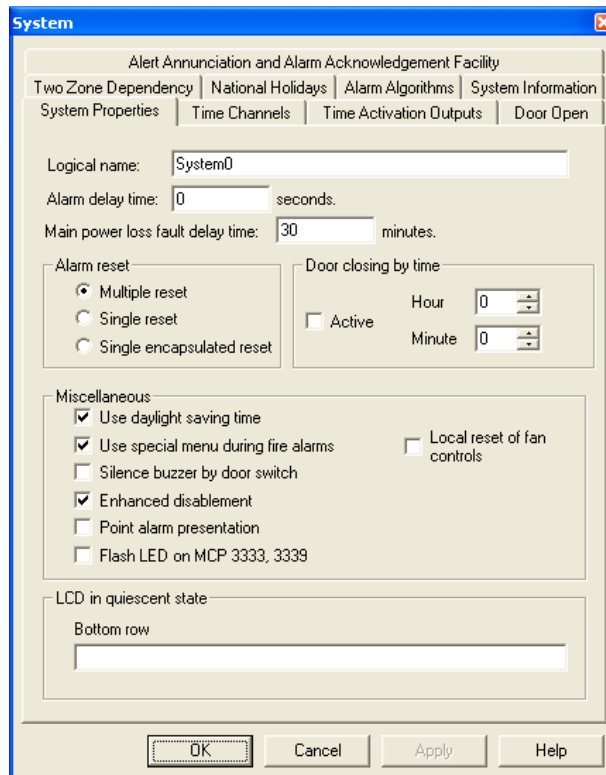 System
Alert Annunciation and Alarm Acknowledgement Facility
Two Zone Dependency National Holidays Alarm Algorithms System Information
System Properties Time Channels Time Activation Outputs Door Open
Logical name: System0
Alarm delay time: 0 seconds.
Main power loss fault delay time: 30 minutes.
Alarm reset Door closing by time
Multiple reset Hour 0
Single reset Active
Single encapsulated reset Minute 0
Miscellaneous
Use daylight saving time
Use special menu during fire alarms Local reset of fan controls
Silence buzzer by door switch
Enhanced disablement
Point alarm presentation
Flash LED on MCP 3333, 3339
LCD in quiescent state
Bottom row
OK Cancel Apply Help